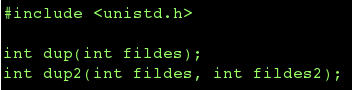 #include <unistd.h>
int dup(int fildes);
int dup2(int fildes, int fildes2);